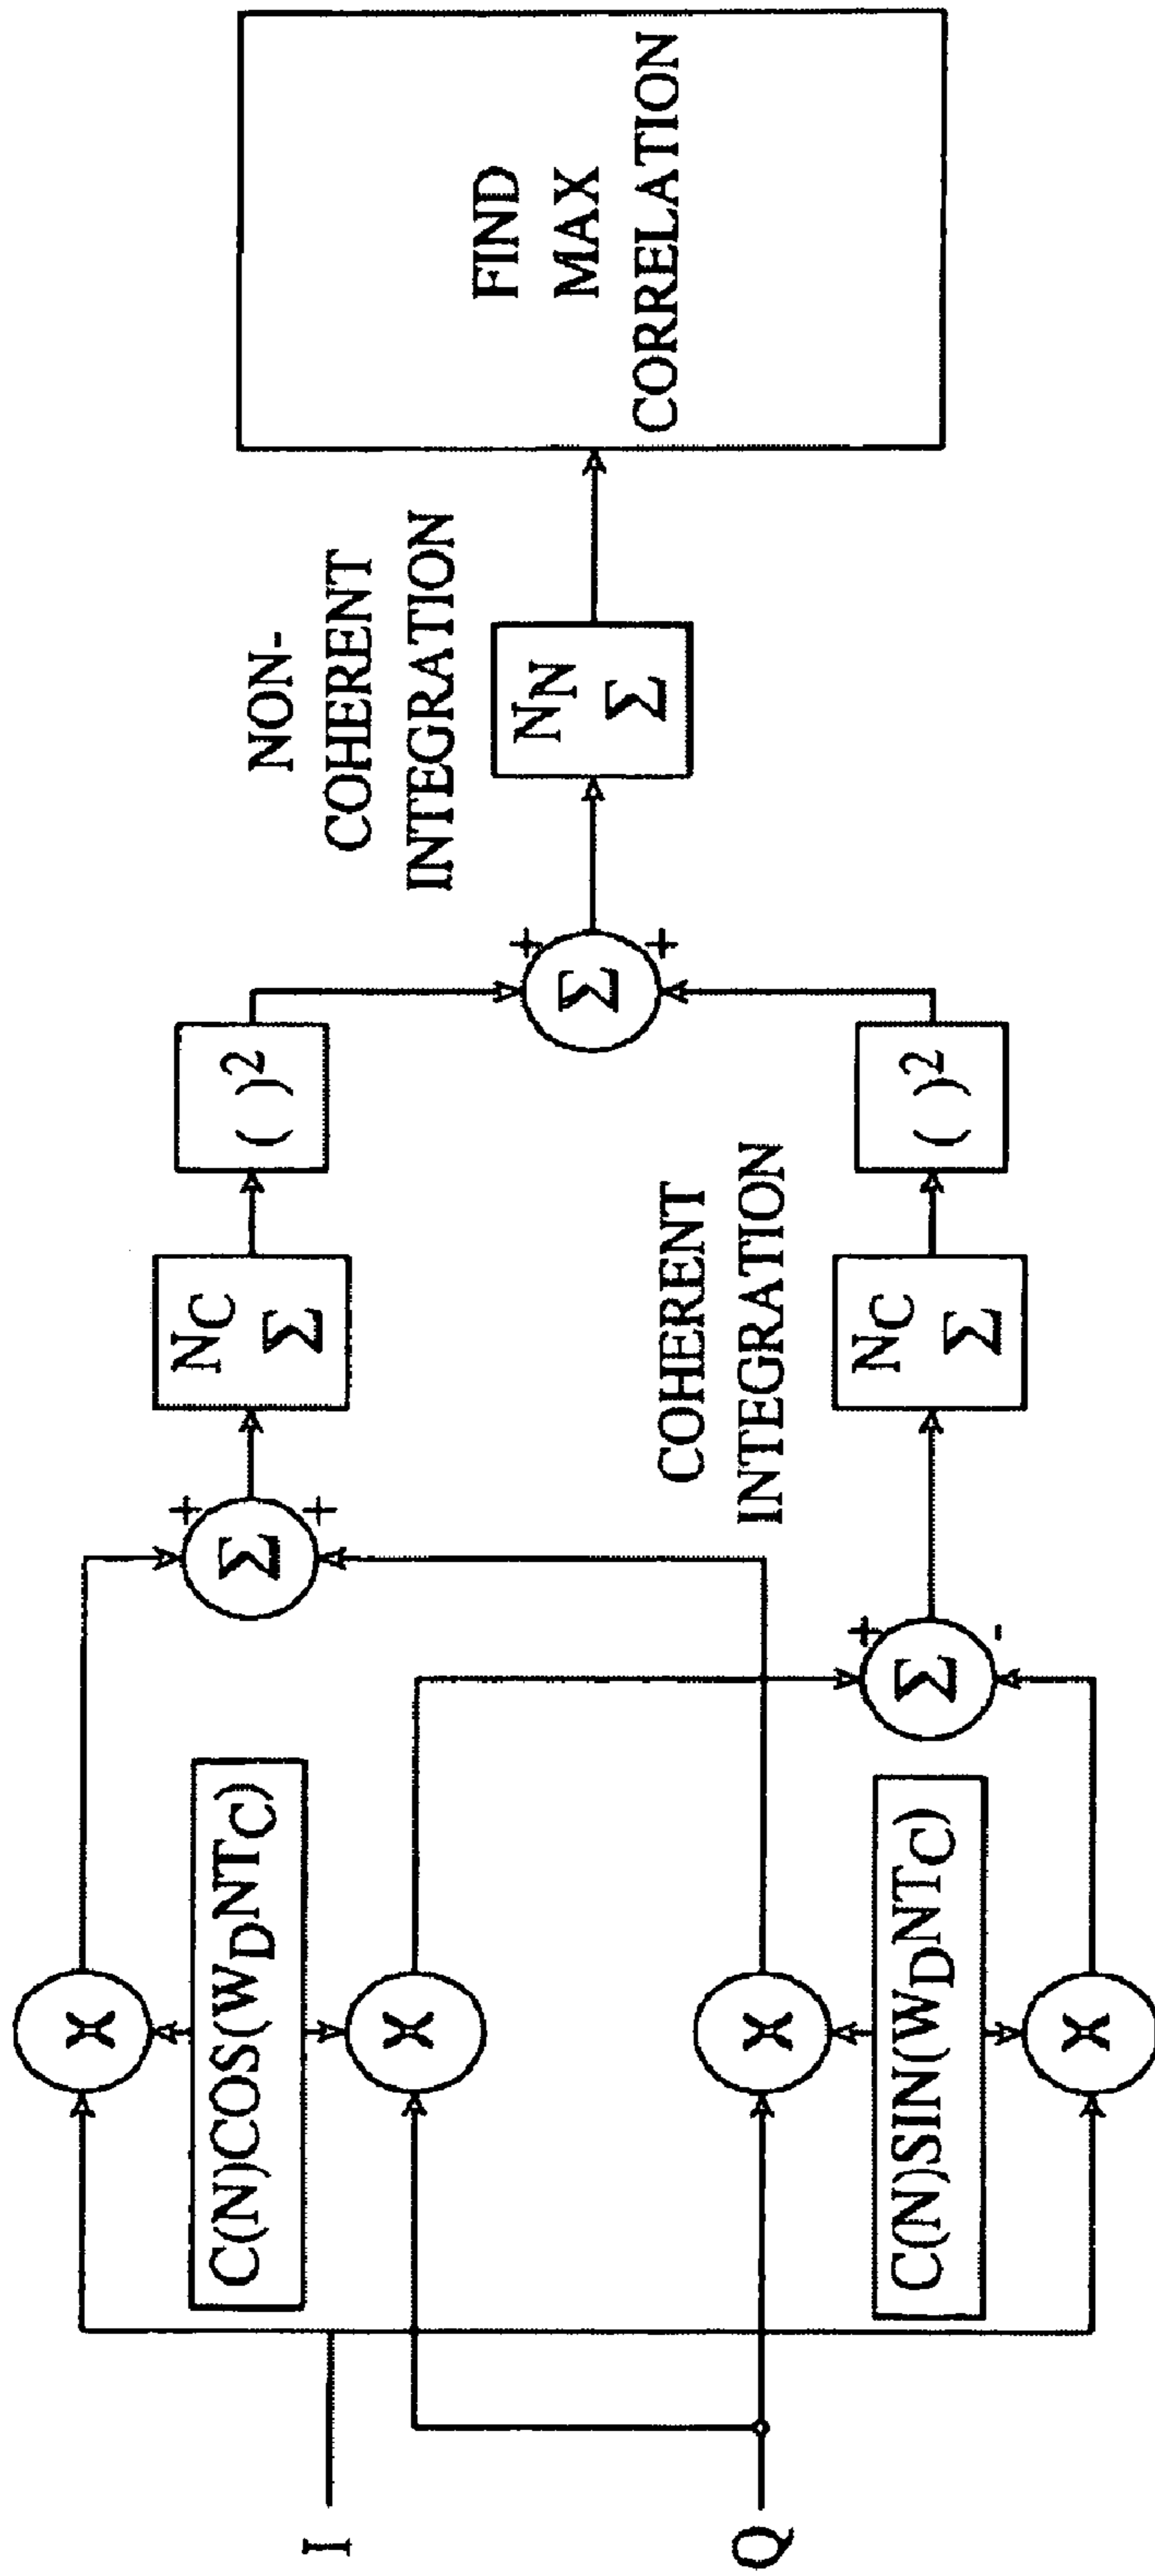 I
Q
X
C(N)COS(W_DNT_C)
X
X
C(N)SIN(W_DNT_C)
X
+
Σ
+
+
Σ
-
N_C
Σ
COHERENT
INTEGRATION
N_C
Σ
( )²
( )²
+
Σ
+
NON-
COHERENT
INTEGRATION
N_N
Σ
FIND
MAX
CORRELATION